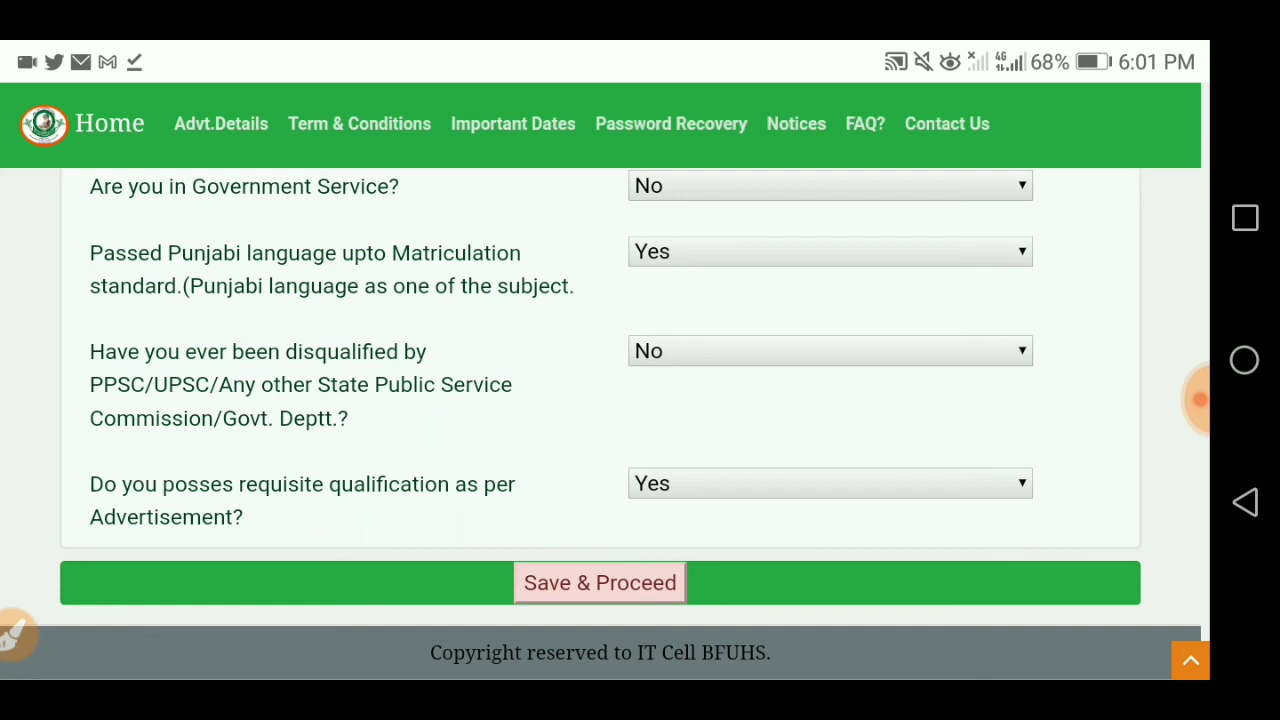 68% 6:01 PM
Home Advt.Details Term & Conditions Important Dates Password Recovery Notices FAQ? Contact Us
Are you in Government Service? No
Passed Punjabi language upto Matriculation Yes
standard.(Punjabi language as one of the subject.
Have you ever been disqualified by No
PPSC/UPSC/Any other State Public Service
Commission/Govt. Deptt.?
Do you posses requisite qualification as per Yes
Advertisement?
Save & Proceed
Copyright reserved to IT Cell BFUHS.